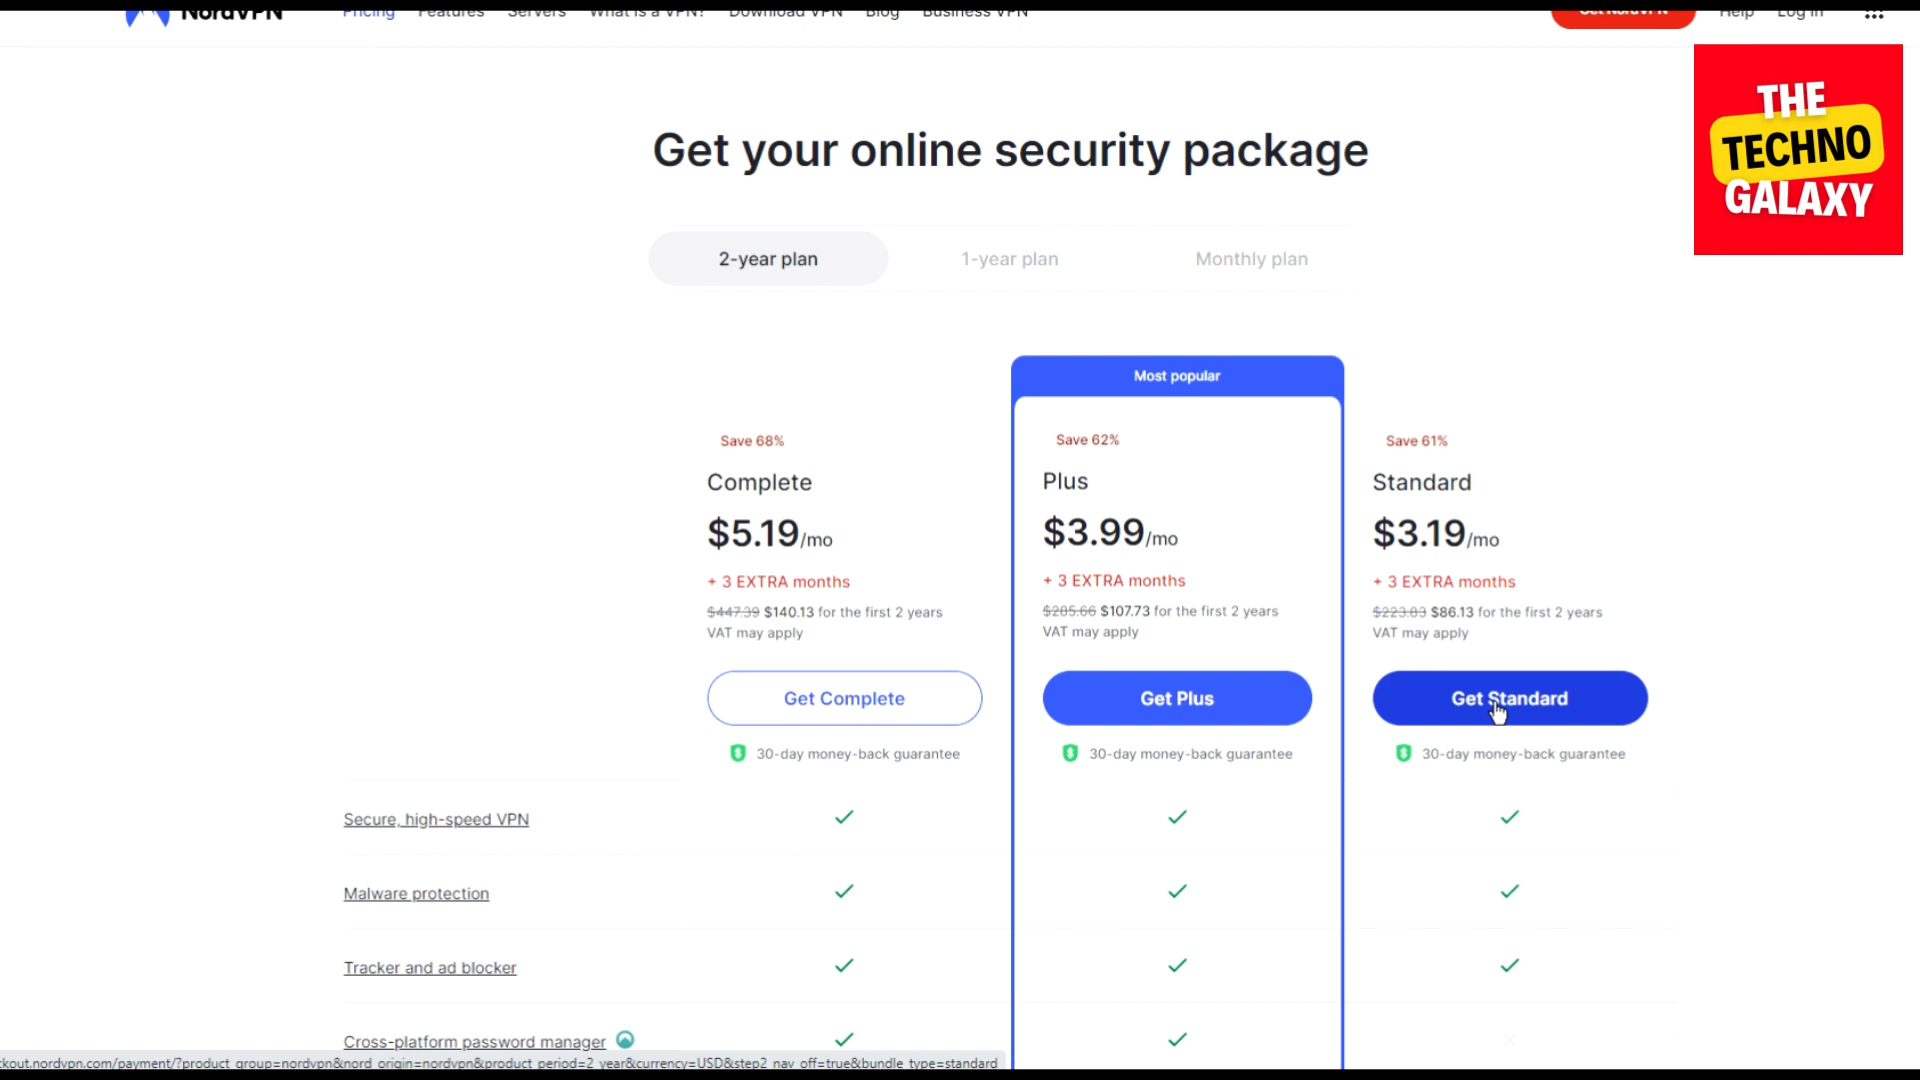 NordVPN
Pricing
Features
Servers
What is a VPN?
Download VPN
Blog
Business VPN
Get NordVPN
Help
Log in
THE
TECHNO
GALAXY
Get your online security package
2-year plan
1-year plan
Monthly plan
Most popular
Save 68%
Complete
$5.19/mo
+ 3 EXTRA months
$447.39 $140.13 for the first 2 years
VAT may apply
Get Complete
30-day money-back guarantee
Save 62%
Plus
$3.99/mo
+ 3 EXTRA months
$285.66 $107.73 for the first 2 years
VAT may apply
Get Plus
30-day money-back guarantee
Save 61%
Standard
$3.19/mo
+ 3 EXTRA months
$223.83 $86.13 for the first 2 years
VAT may apply
Get Standard
30-day money-back guarantee
Secure, high-speed VPN
Malware protection
Tracker and ad blocker
Cross-platform password manager
ckout.nordvpn.com/payment/?product_group=nordvpn&nord_origin=nordvpn&product_period=2_year&currency=USD&step2_nav_off=true&bundle_type=standard